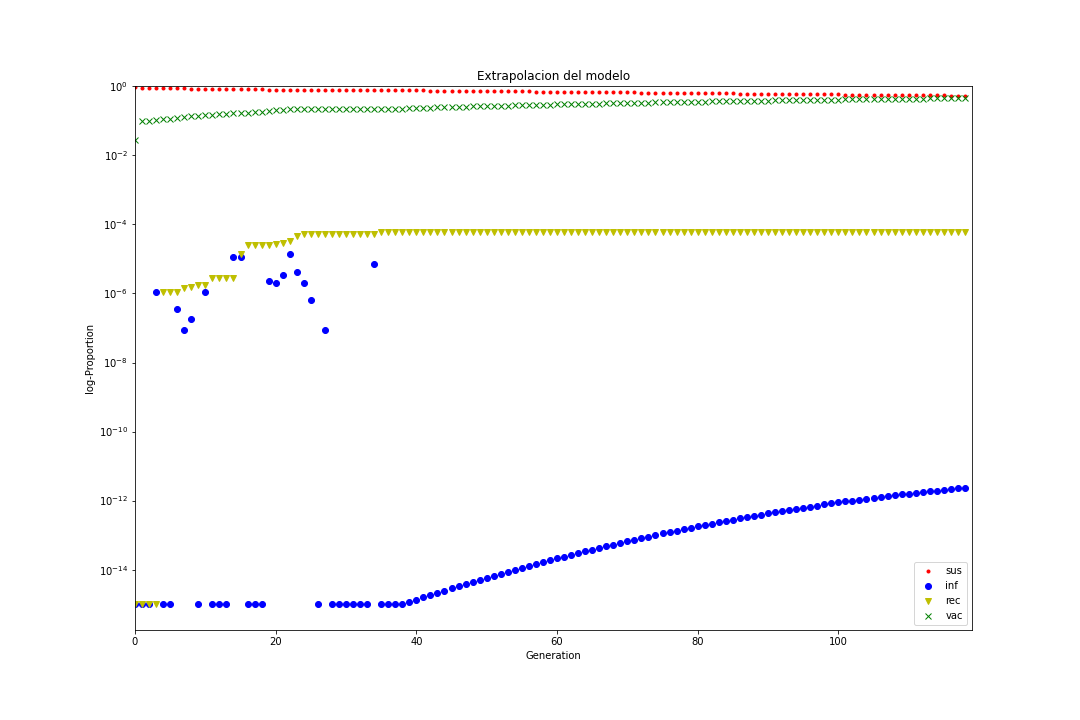 Extrapolacion del modelo
log-Proportion
10^0
10^-2
10^-4
10^-6
10^-8
10^-10
10^-12
10^-14
0 20 40 60 80 100
Generation
sus
inf
rec
vac